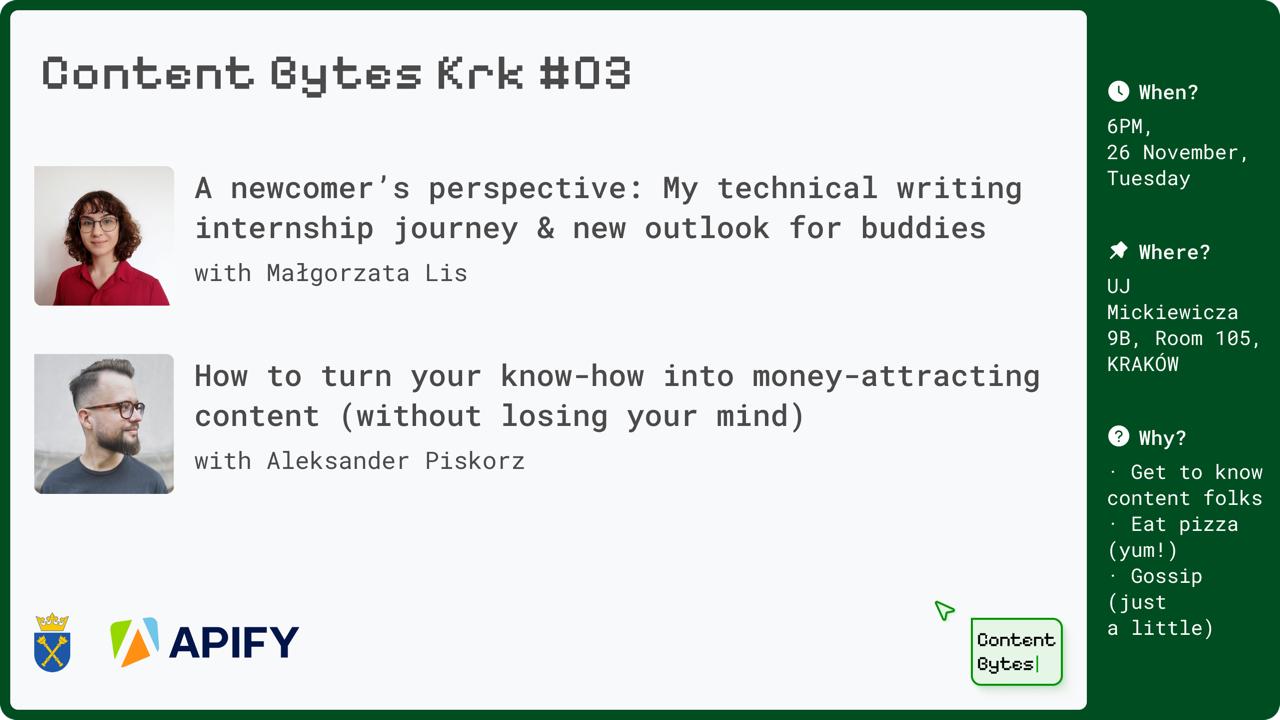 Content Bytes Krk #03
A newcomer’s perspective: My technical writing
internship journey & new outlook for buddies
with Małgorzata Lis
How to turn your know-how into money-attracting
content (without losing your mind)
with Aleksander Piskorz
APIFY
Content
Bytes|
When?
6PM,
26 November,
Tuesday
Where?
UJ
Mickiewicza
9B, Room 105,
KRAKÓW
? Why?
· Get to know
content folks
· Eat pizza
(yum!)
· Gossip
(just
a little)